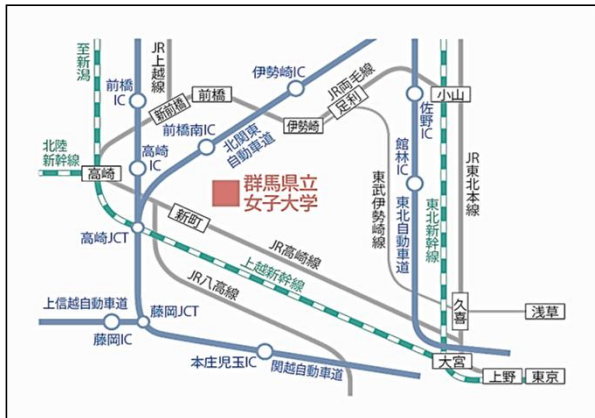 至新潟
JR上越線
前橋
IC
新前橋
前橋
伊勢崎IC
JR両毛線
足利
小山
佐野IC
前橋南IC
北関東
自動車道
伊勢崎
北陸
新幹線
高崎
高崎
IC
群馬県立
女子大学
館林IC
東武伊勢崎線
東北自動車道
東北新幹線
JR東北本線
新町
高崎JCT
JR高崎線
上越新幹線
JR八高線
久喜
浅草
上信越自動車道
藤岡JCT
藤岡IC
本庄児玉IC
関越自動車道
大宮
上野
東京